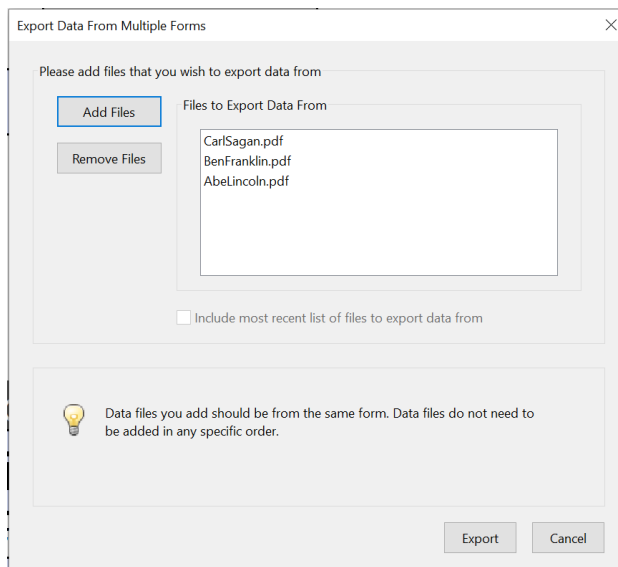 Export Data From Multiple Forms
Please add files that you wish to export data from
Add Files
Remove Files
Files to Export Data From
CarlSagan.pdf
BenFranklin.pdf
AbeLincoln.pdf
Include most recent list of files to export data from
Data files you add should be from the same form. Data files do not need to
be added in any specific order.
Export
Cancel